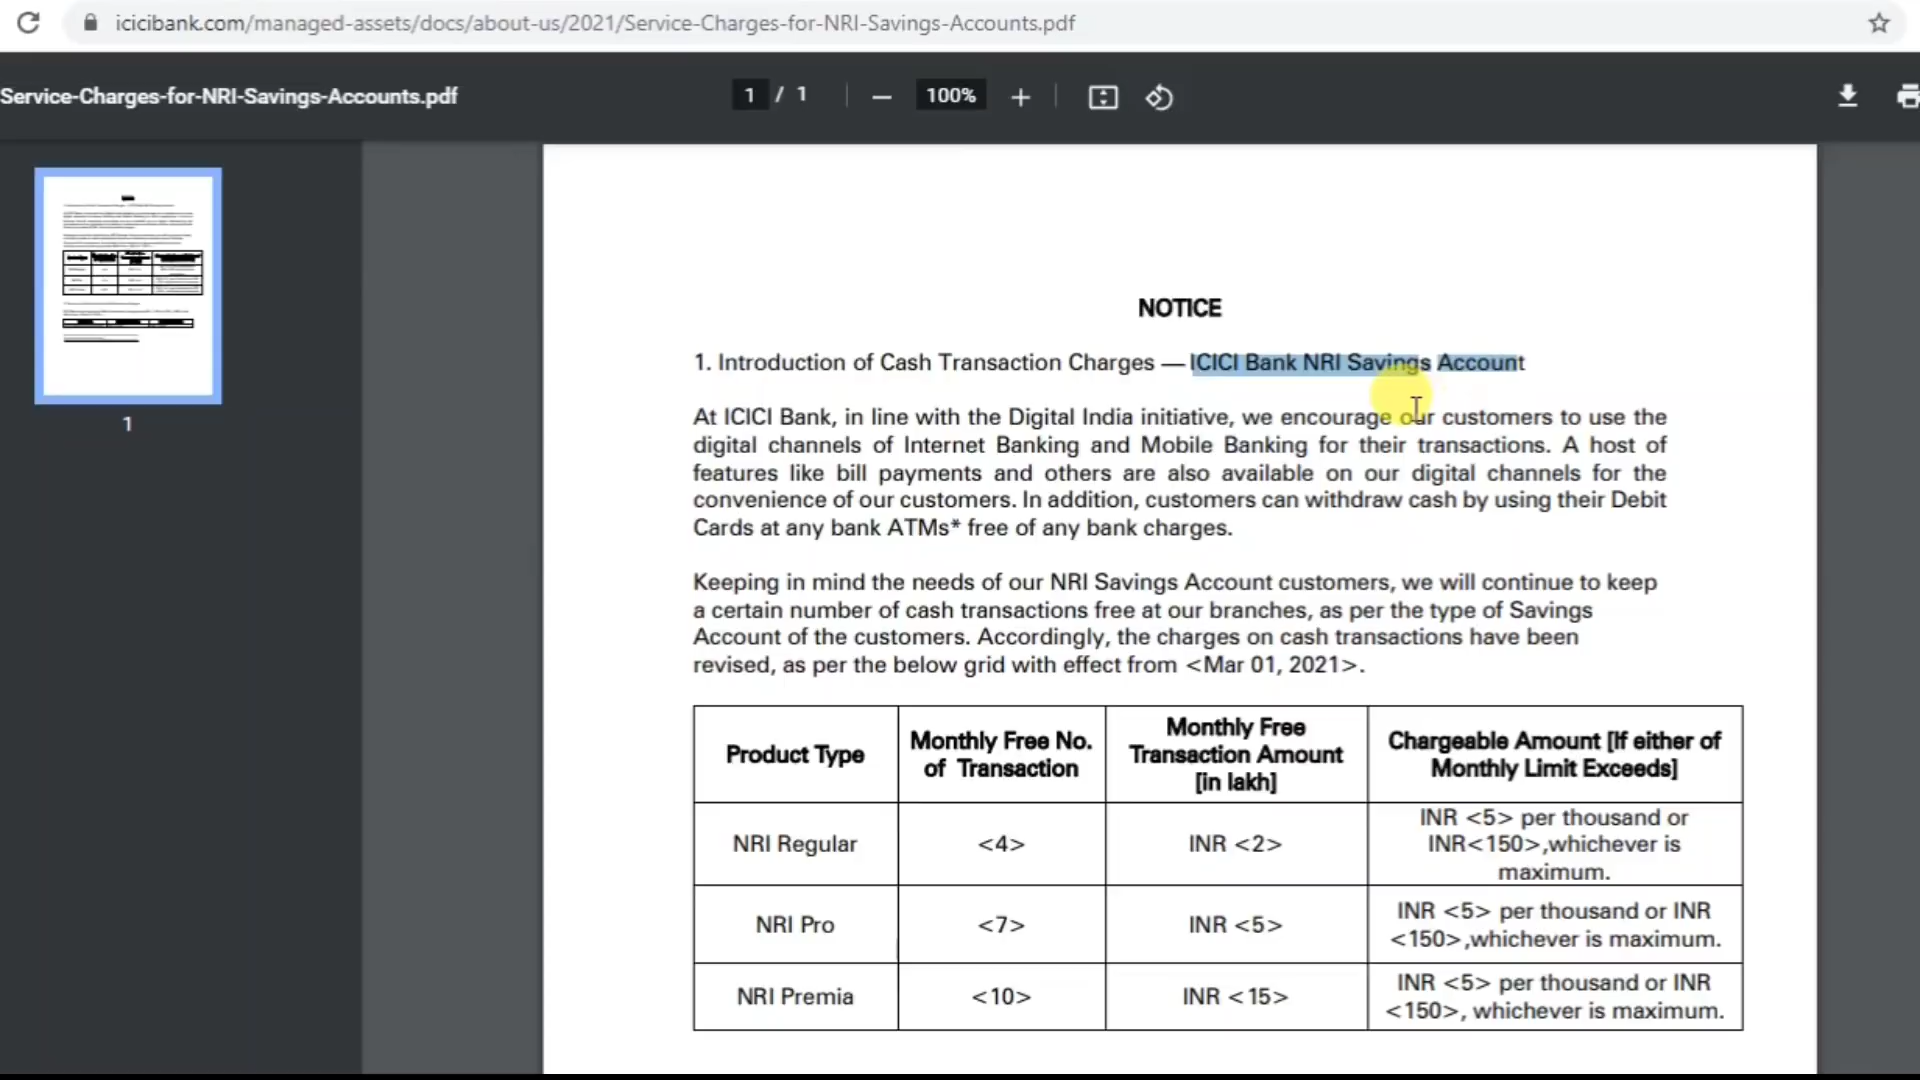 icicibank.com/managed-assets/docs/about-us/2021/Service-Charges-for-NRI-Savings-Accounts.pdf
Service-Charges-for-NRI-Savings-Accounts.pdf
1 / 1
100%
1
NOTICE
1. Introduction of Cash Transaction Charges — ICICI Bank NRI Savings Account
At ICICI Bank, in line with the Digital India initiative, we encourage our customers to use the
digital channels of Internet Banking and Mobile Banking for their transactions. A host of
features like bill payments and others are also available on our digital channels for the
convenience of our customers. In addition, customers can withdraw cash by using their Debit
Cards at any bank ATMs* free of any bank charges.
Keeping in mind the needs of our NRI Savings Account customers, we will continue to keep
a certain number of cash transactions free at our branches, as per the type of Savings
Account of the customers. Accordingly, the charges on cash transactions have been
revised, as per the below grid with effect from <Mar 01, 2021>.
Product Type
Monthly Free No.
of Transaction
Monthly Free
Transaction Amount
[in lakh]
Chargeable Amount [If either of
Monthly Limit Exceeds]
NRI Regular
<4>
INR <2>
INR <5> per thousand or
INR<150>,whichever is
maximum.
NRI Pro
<7>
INR <5>
INR <5> per thousand or INR
<150>,whichever is maximum.
NRI Premia
<10>
INR <15>
INR <5> per thousand or INR
<150>, whichever is maximum.